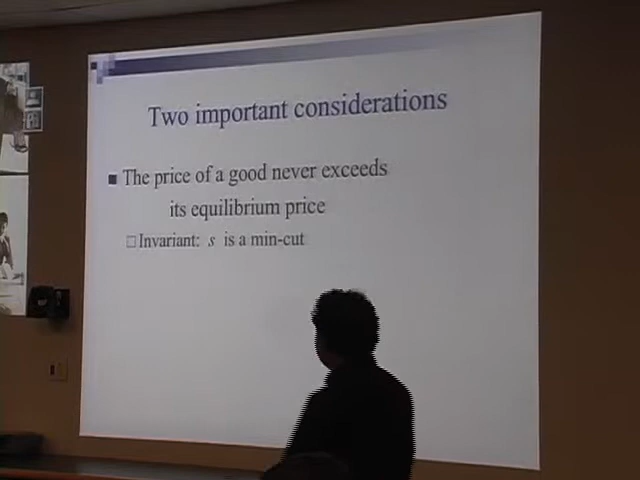 Two important considerations
The price of a good never exceeds
its equilibrium price
Invariant: s is a min-cut